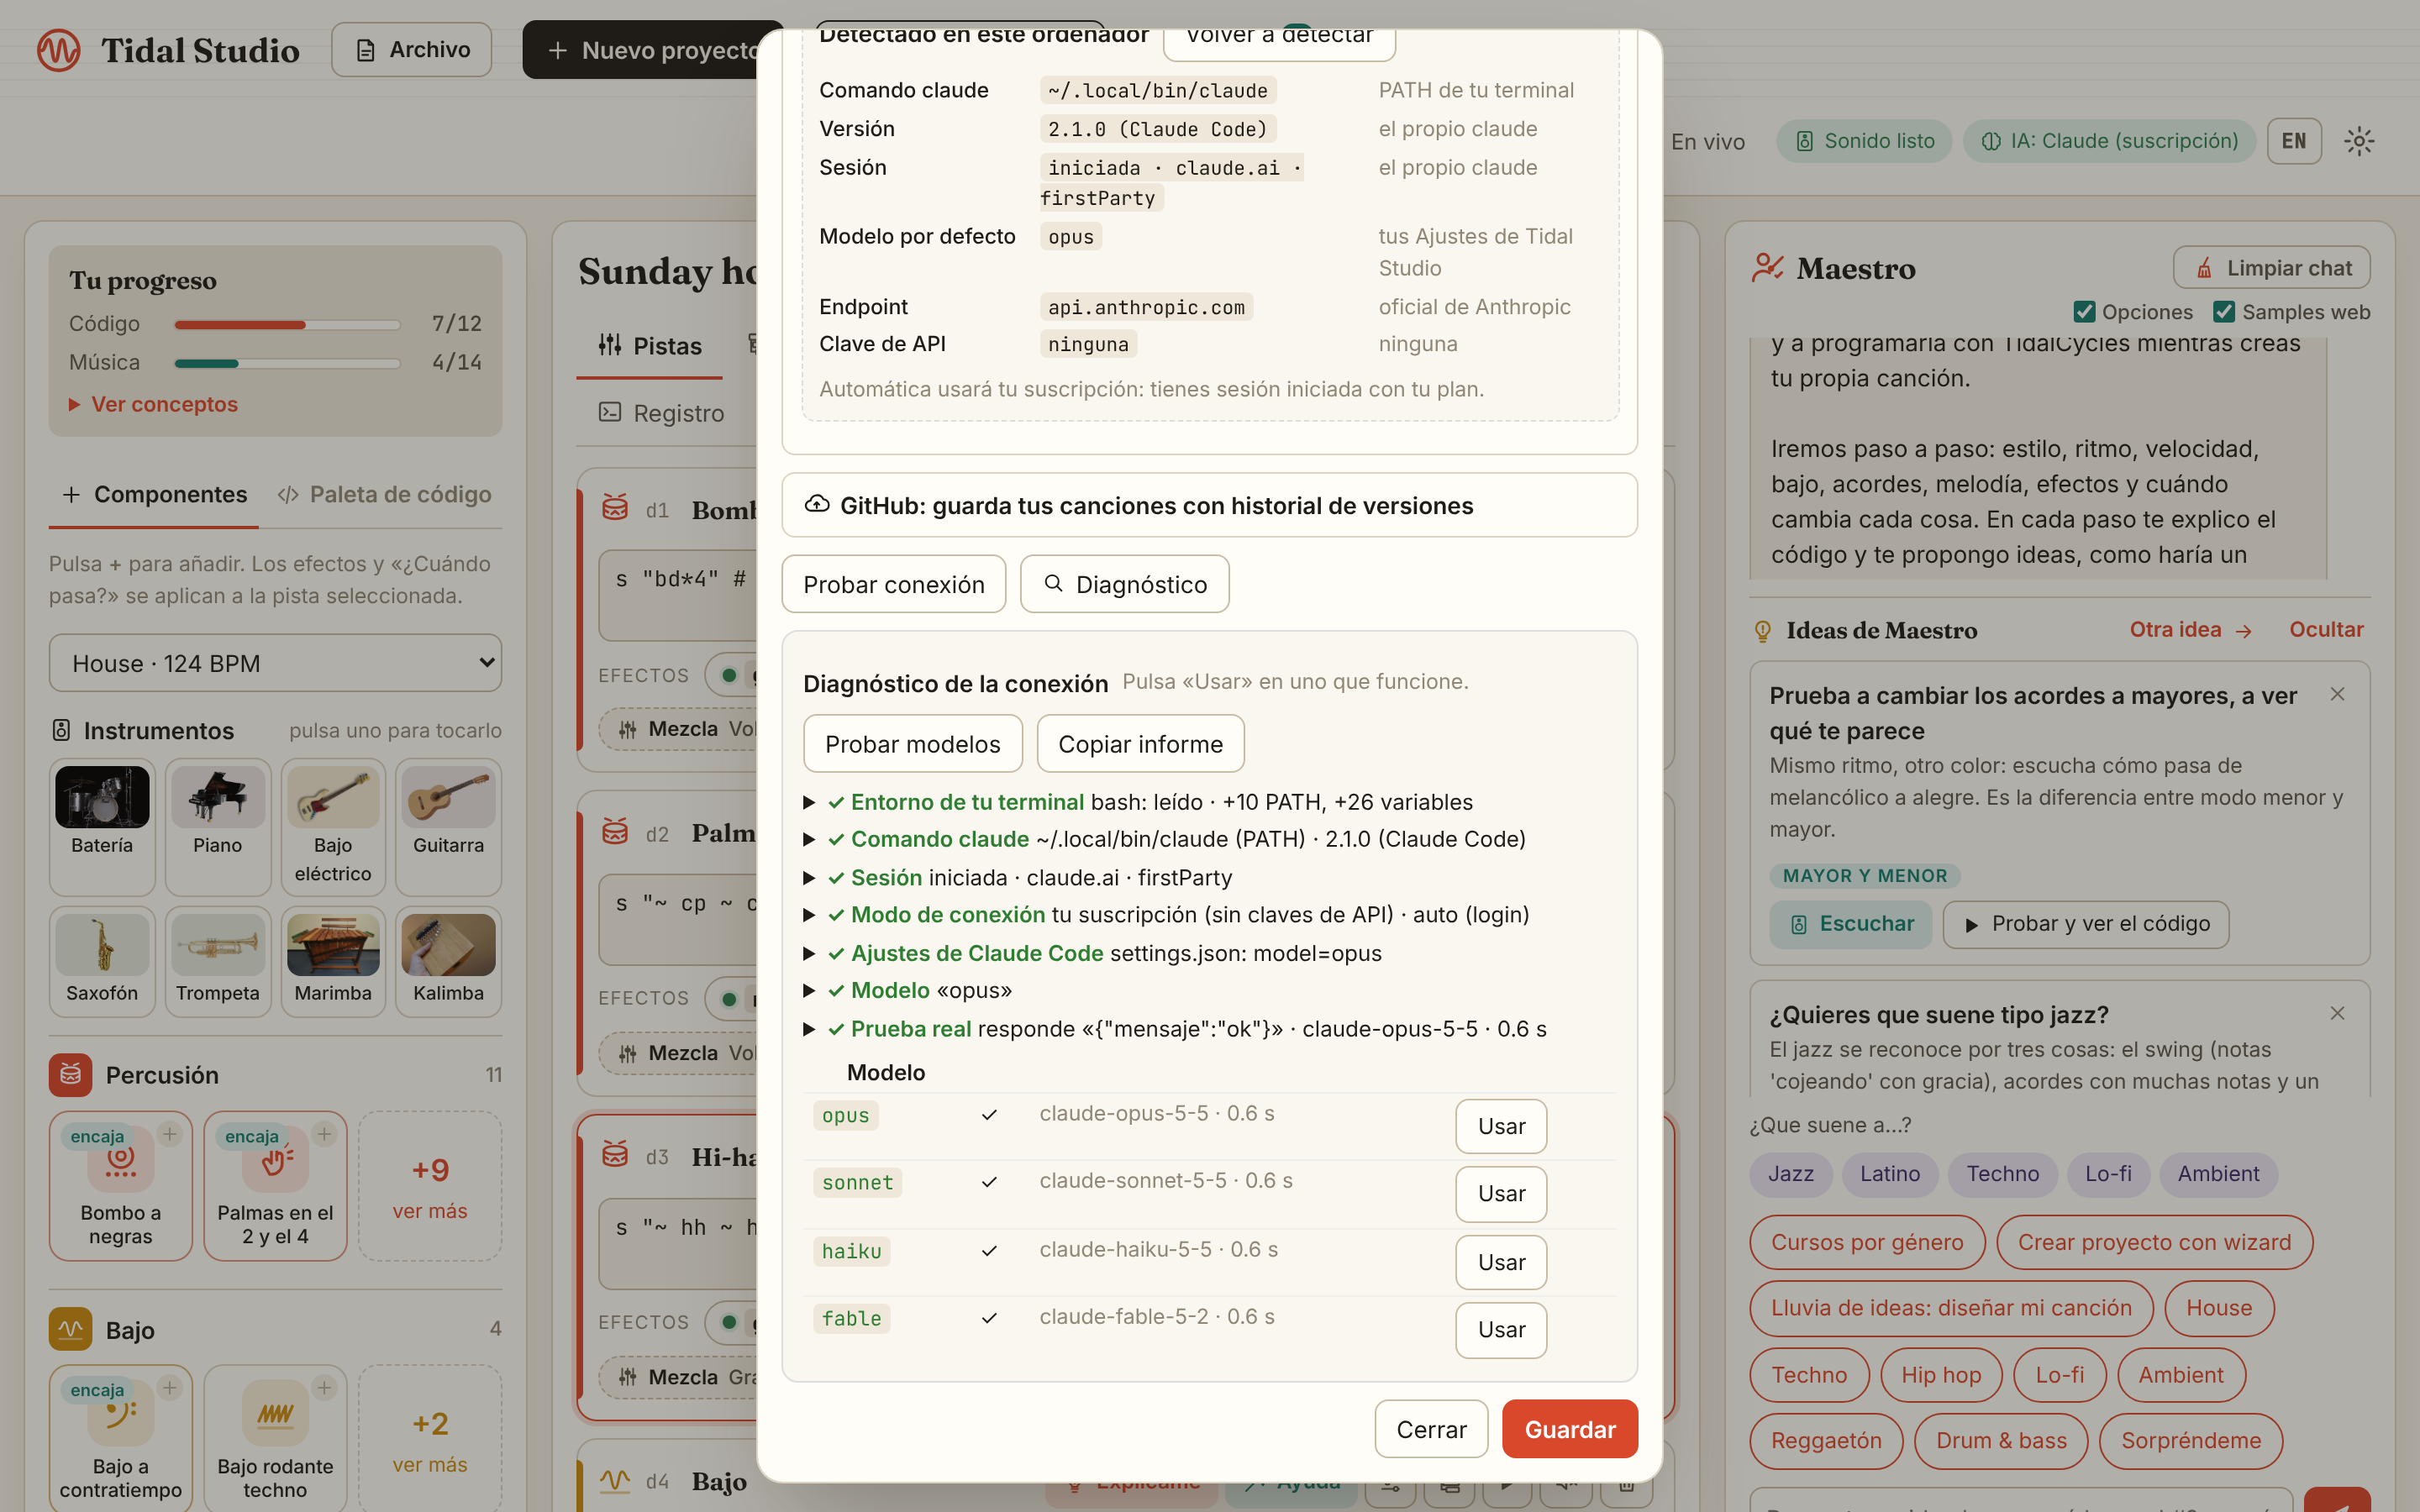 Tidal Studio
Archivo
Nuevo proyecto
En vivo
Sonido listo
IA: Claude (suscripción)
EN
Tu progreso
Código 7/12
Música 4/14
Ver conceptos
Componentes
Paleta de código
Pulsa + para añadir. Los efectos y «¿Cuándo
pasa?» se aplican a la pista seleccionada.
House · 124 BPM
Instrumentos pulsa uno para tocarlo
Batería
Piano
Bajo
eléctrico
Guitarra
Saxofón
Trompeta
Marimba
Kalimba
Percusión 11
encaja
Bombo a
negras
encaja
Palmas en el
2 y el 4
+9
ver más
Bajo 4
encaja
Bajo a
contratiempo
Bajo rodante
techno
+2
ver más
Sunday
Pistas
Registro
d1
s "bd*4" #
EFECTOS
Mezcla
d2
s "~ cp ~
EFECTOS
Mezcla
d3
s "~ hh ~
EFECTOS
Mezcla
d4 Bajo
Explícame
Ayuda
Detectado en este ordenador
Volver a detectar
Comando claude ~/.local/bin/claude PATH de tu terminal
Versión 2.1.0 (Claude Code) el propio claude
Sesión iniciada · claude.ai · el propio claude
firstParty
Modelo por defecto opus tus Ajustes de Tidal
Studio
Endpoint api.anthropic.com oficial de Anthropic
Clave de API ninguna ninguna
Automática usará tu suscripción: tienes sesión iniciada con tu plan.
GitHub: guarda tus canciones con historial de versiones
Probar conexión
Diagnóstico
Diagnóstico de la conexión Pulsa «Usar» en uno que funcione.
Probar modelos
Copiar informe
Entorno de tu terminal bash: leído · +10 PATH, +26 variables
Comando claude ~/.local/bin/claude (PATH) · 2.1.0 (Claude Code)
Sesión iniciada · claude.ai · firstParty
Modo de conexión tu suscripción (sin claves de API) · auto (login)
Ajustes de Claude Code settings.json: model=opus
Modelo «opus»
Prueba real responde «{"mensaje":"ok"}» · claude-opus-5-5 · 0.6 s
Modelo
opus claude-opus-5-5 · 0.6 s Usar
sonnet claude-sonnet-5-5 · 0.6 s Usar
haiku claude-haiku-5-5 · 0.6 s Usar
fable claude-fable-5-2 · 0.6 s Usar
Cerrar
Guardar
Maestro
Limpiar chat
Opciones
Samples web
y a programarla con TidalCycles mientras creas
tu propia canción.
Iremos paso a paso: estilo, ritmo, velocidad,
bajo, acordes, melodía, efectos y cuándo
cambia cada cosa. En cada paso te explico el
código y te propongo ideas, como haría un
Ideas de Maestro
Otra idea →
Ocultar
Prueba a cambiar los acordes a mayores, a ver
qué te parece
Mismo ritmo, otro color: escucha cómo pasa de
melancólico a alegre. Es la diferencia entre modo menor y
mayor.
MAYOR Y MENOR
Escuchar
Probar y ver el código
¿Quieres que suene tipo jazz?
El jazz se reconoce por tres cosas: el swing (notas
'cojeando' con gracia), acordes con muchas notas y un
¿Que suene a...?
Jazz
Latino
Techno
Lo-fi
Ambient
Cursos por género
Crear proyecto con wizard
Lluvia de ideas: diseñar mi canción
House
Techno
Hip hop
Lo-fi
Ambient
Reggaetón
Drum & bass
Sorpréndeme